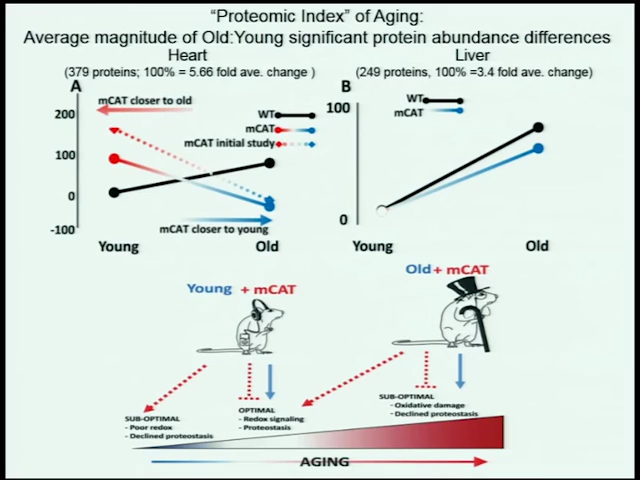 “Proteomic Index” of Aging:
Average magnitude of Old:Young significant protein abundance differences
Heart
(379 proteins; 100% = 5.66 fold ave. change )
Liver
(249 proteins, 100% =3.4 fold ave. change)
A
200
100
0
-100
mCAT closer to old
WT
mCAT
mCAT initial study
mCAT closer to young
Young
Old
B
100
0
WT
mCAT
Young
Old
Young + mCAT
Old + mCAT
SUB-OPTIMAL
- Poor redox
- Declined proteostasis
OPTIMAL
- Redox signaling
- Proteostasis
SUB-OPTIMAL
- Oxidative damage
- Declined proteostasis
AGING